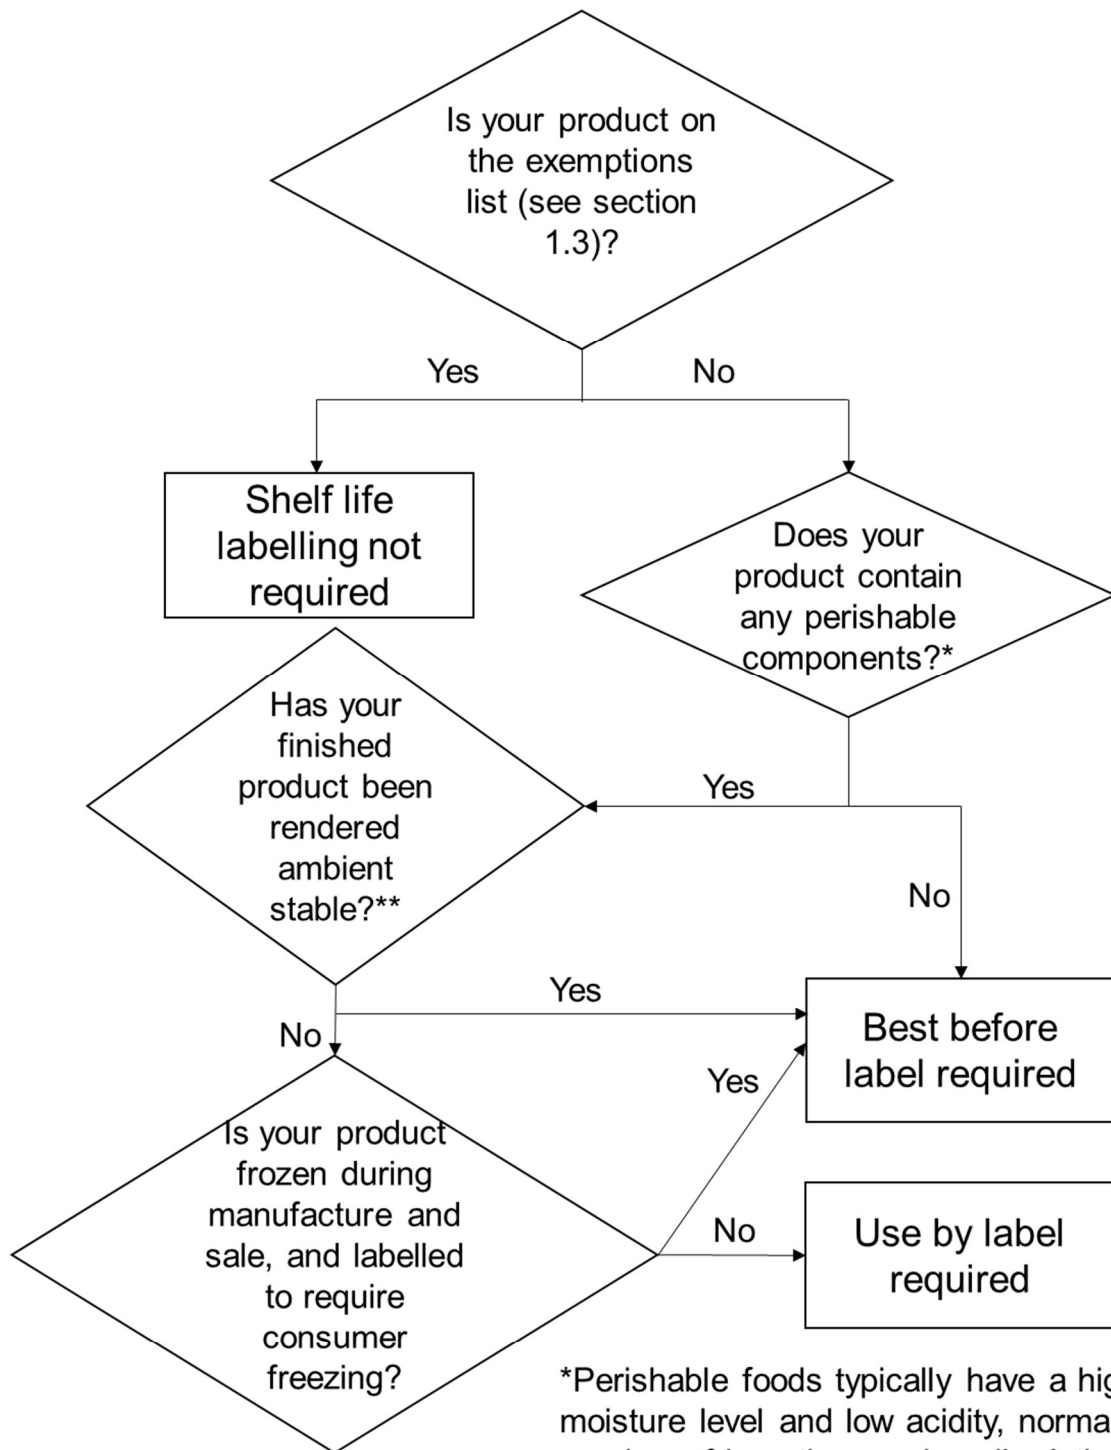 Is your product on
the exemptions
list (see section
1.3)?
Yes
No
Shelf life
labelling not
required
Does your
product contain
any perishable
components?*
Has your
finished
product been
rendered
ambient
stable?**
Yes
No
Yes
No
Best before
label required
Yes
Is your product
frozen during
manufacture and
sale, and labelled
to require
consumer
freezing?
No
Use by label
required
*Perishable foods typically have a
moisture level and low acidity,